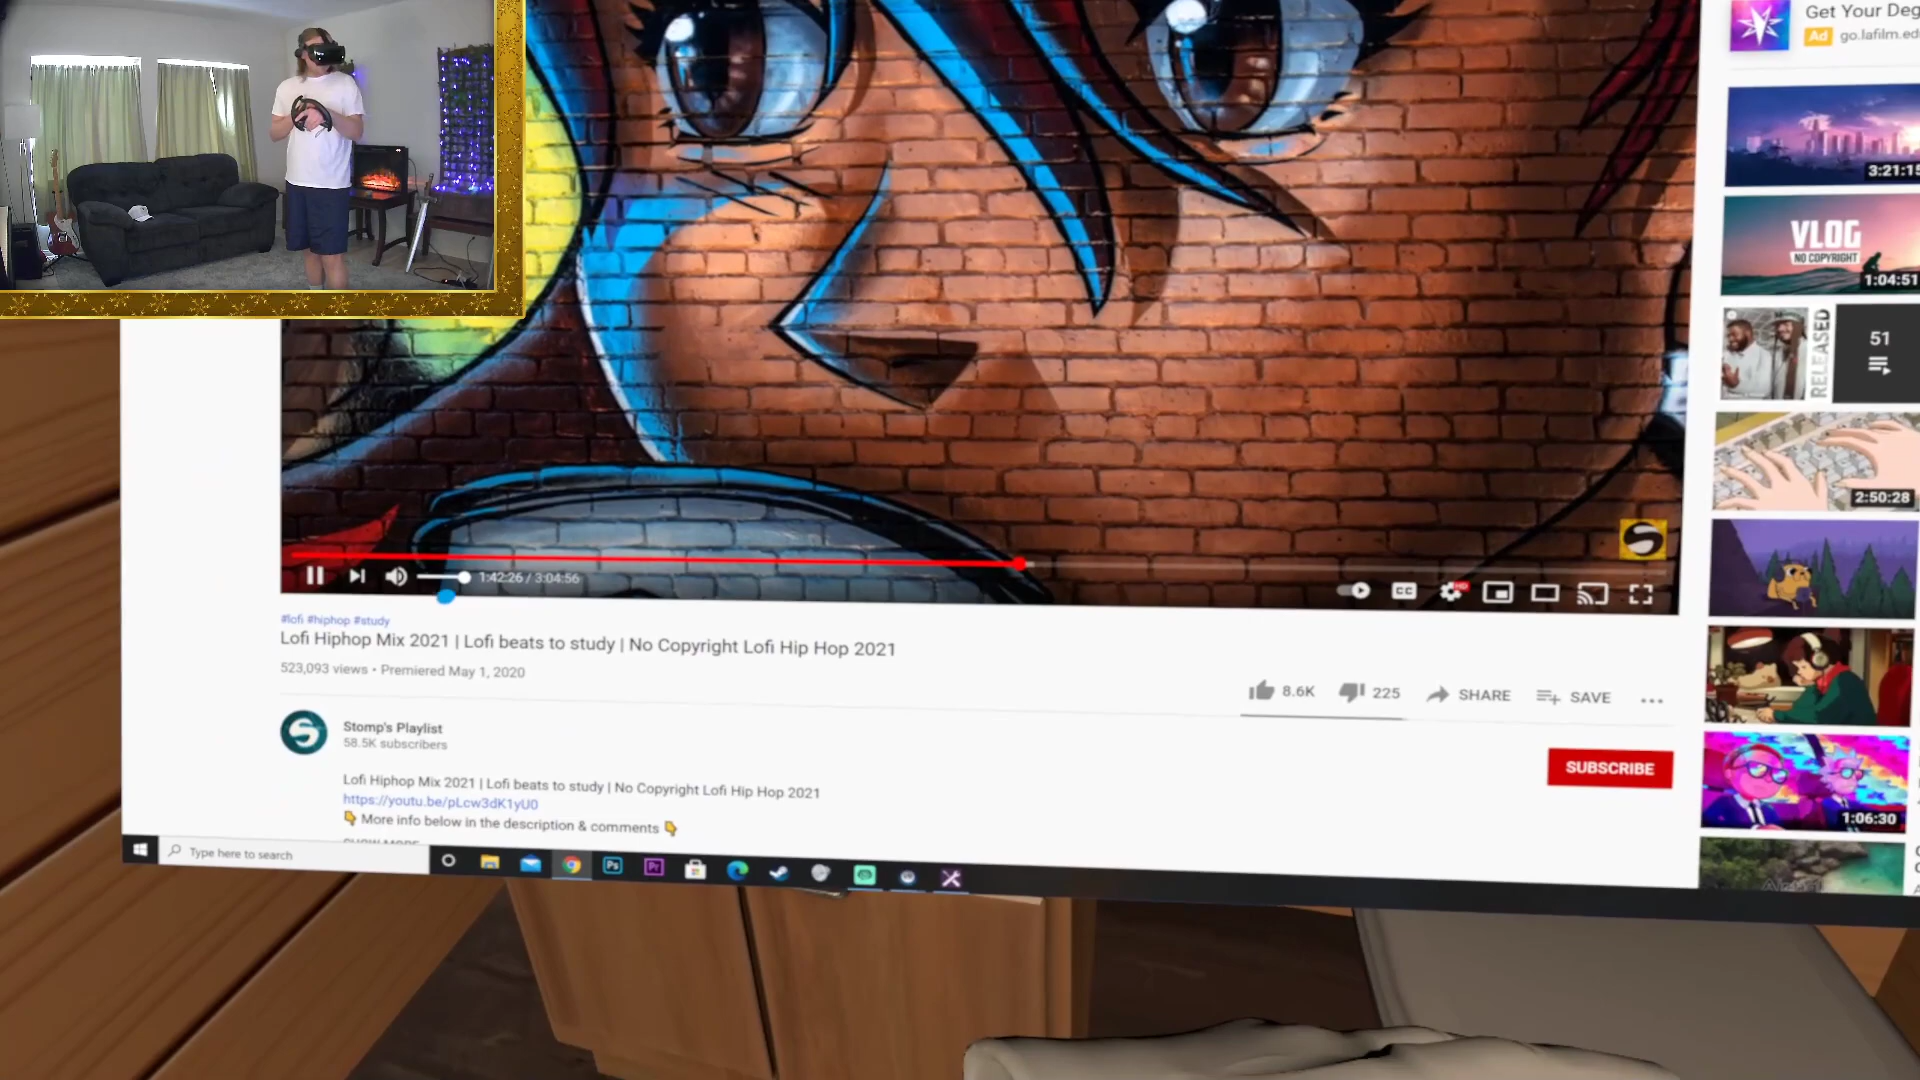 Get Your Deg
Ad go.lafilm.ed
3:21:15
VLOG
NO COPYRIGHT
1:04:51
RELEASED
51
2:50:28
1:06:30
1:42:26 / 3:04:56
CC
HD
#lofi #hiphop #study
Lofi Hiphop Mix 2021 | Lofi beats to study | No Copyright Lofi Hip Hop 2021
523,093 views • Premiered May 1, 2020
8.6K
225
SHARE
SAVE
Stomp's Playlist
58.5K subscribers
SUBSCRIBE
Lofi Hiphop Mix 2021 | Lofi beats to study | No Copyright Lofi Hip Hop 2021
https://youtu.be/pLcw3dK1yU0
👇 More info below in the description & comments 👇
SHOW MORE
Type here to search
Ps
Pr